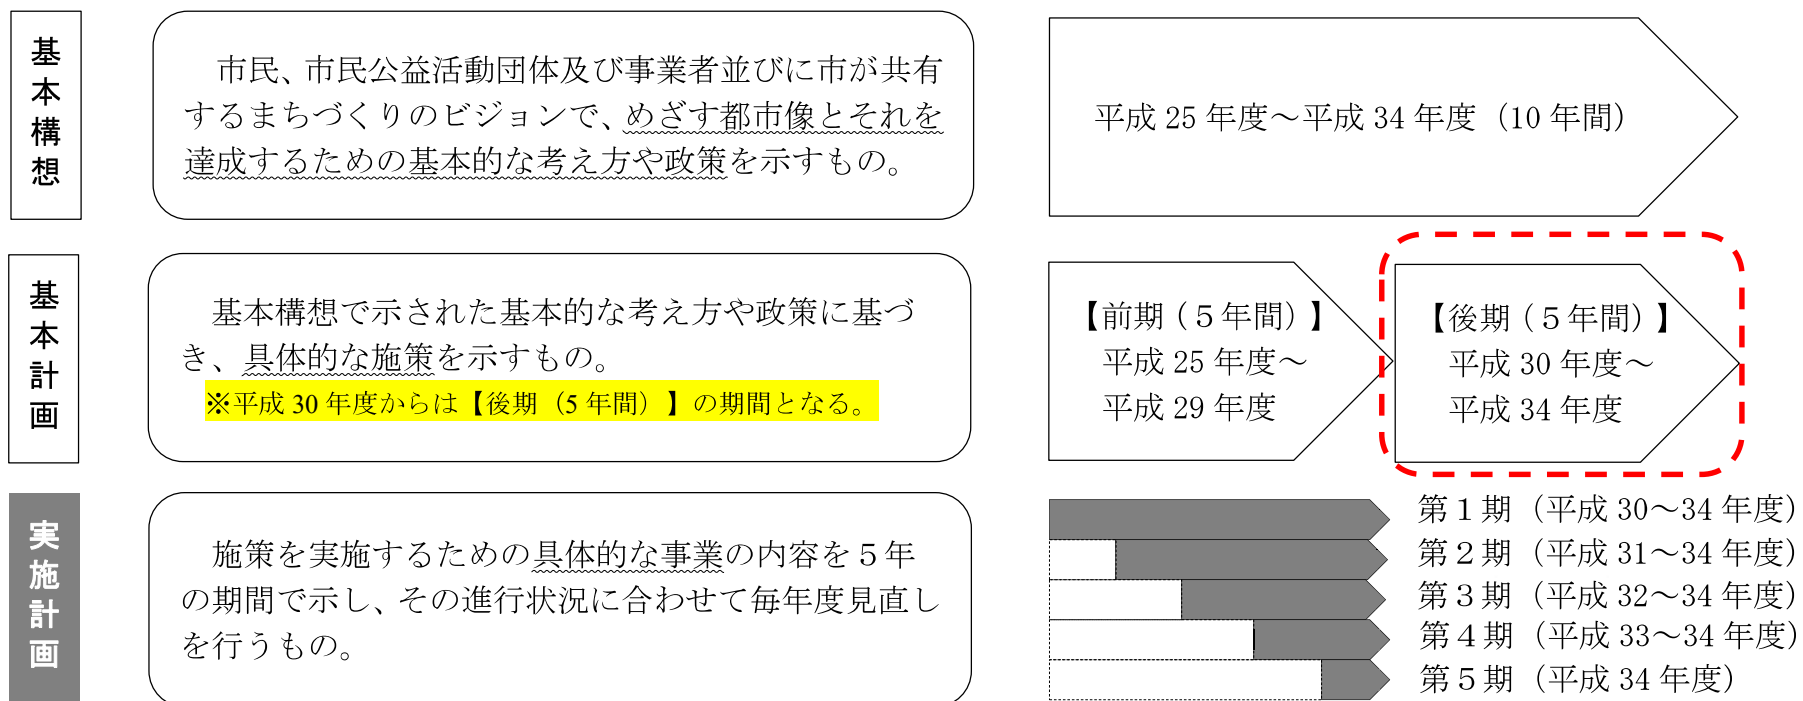 基本構想
市民、市民公益活動団体及び事業者並びに市が共有
するまちづくりのビジョンで、めざす都市像とそれを
達成するための基本的な考え方や政策を示すもの。
平成 25 年度～平成 34 年度（10 年間）
基本計画
基本構想で示された基本的な考え方や政策に基づ
き、具体的な施策を示すもの。
※平成 30 年度からは【後期（5 年間）】の期間となる。
【前期（５年間）】
平成 25 年度～
平成 29 年度
【後期（５年間）】
平成 30 年度～
平成 34 年度
実施計画
施策を実施するための具体的な事業の内容を５年
の期間で示し、その進行状況に合わせて毎年度見直し
を行うもの。
第１期（平成 30～34 年度）
第２期（平成 31～34 年度）
第３期（平成 32～34 年度）
第４期（平成 33～34 年度）
第５期（平成 34 年度）